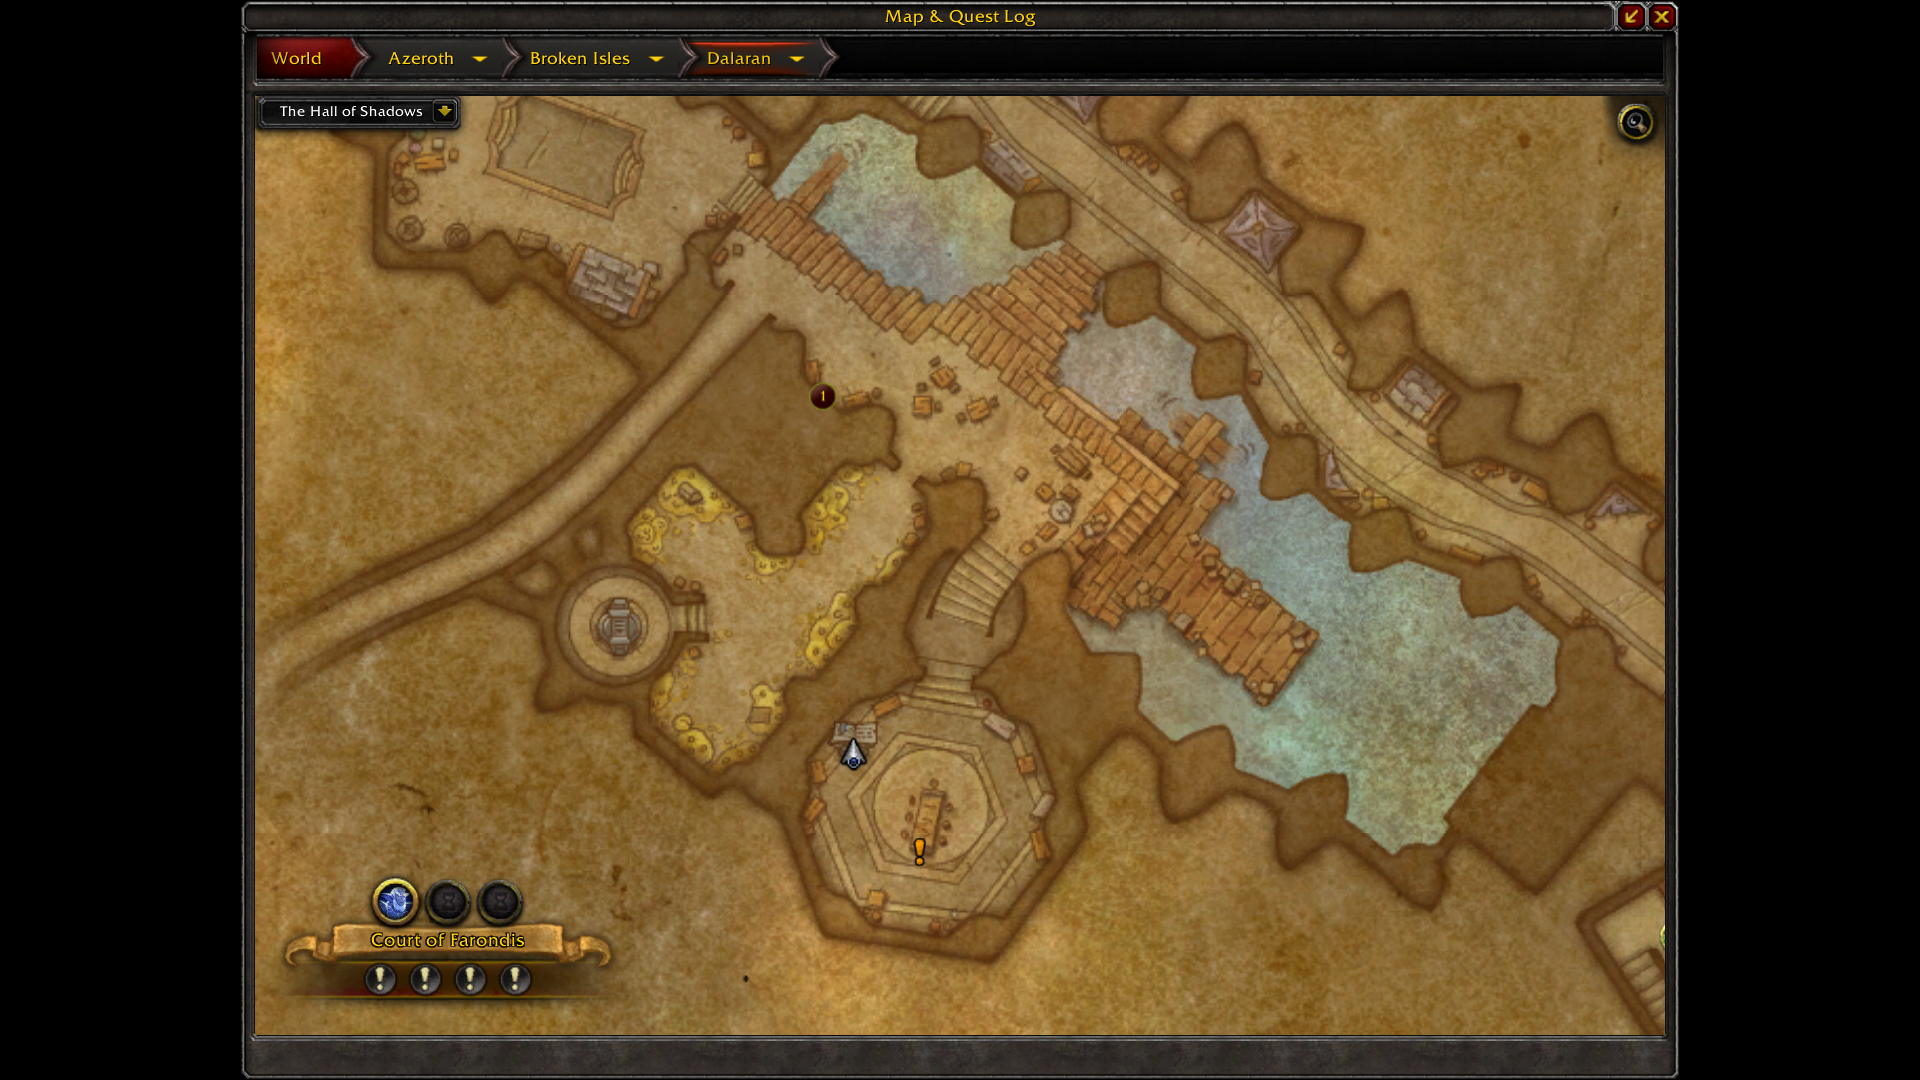 Map & Quest Log
World
Azeroth
Broken Isles
Dalaran
The Hall of Shadows
1
!
Court of Farondis
! ! ! !